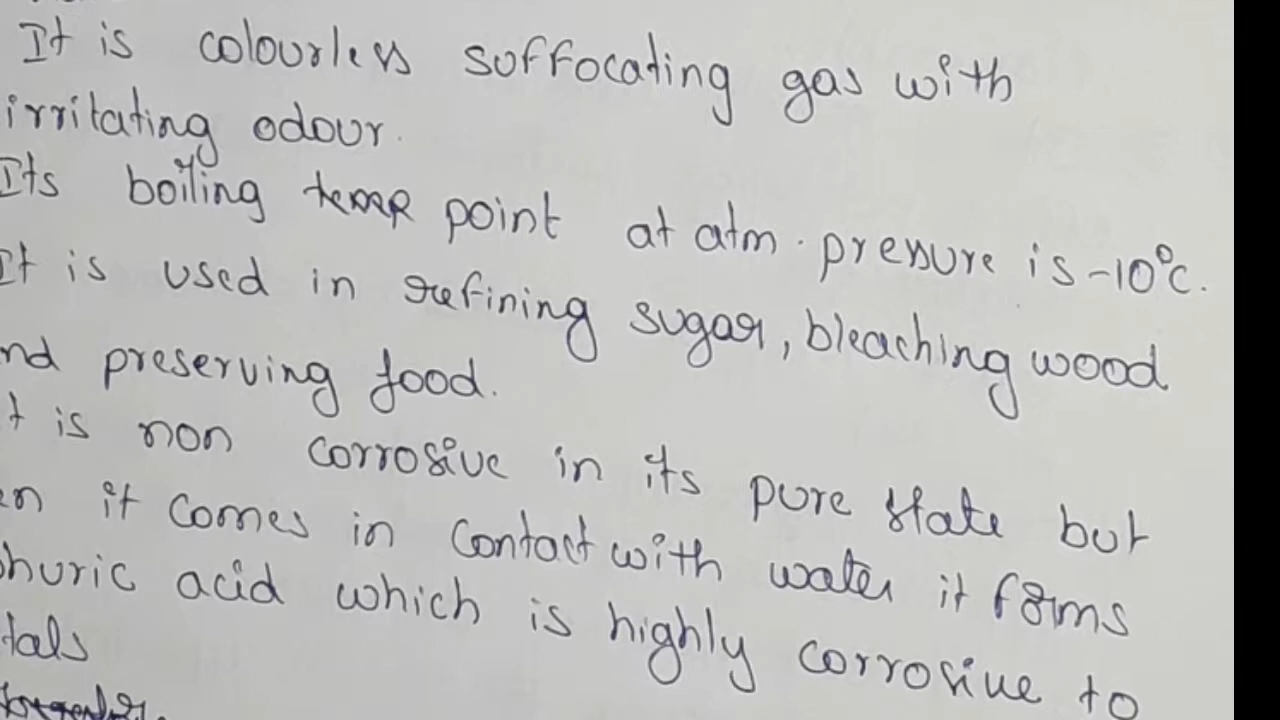 It is colourless suffocating gas with
irritating odour.
Its boiling temp point at atm. pressure is -10°c.
It is used in refining sugar, bleaching wood
nd preserving food.
t is non corrosive in its pure state but
en it comes in contact with water it forms
phuric acid which is highly corrosive to
tals